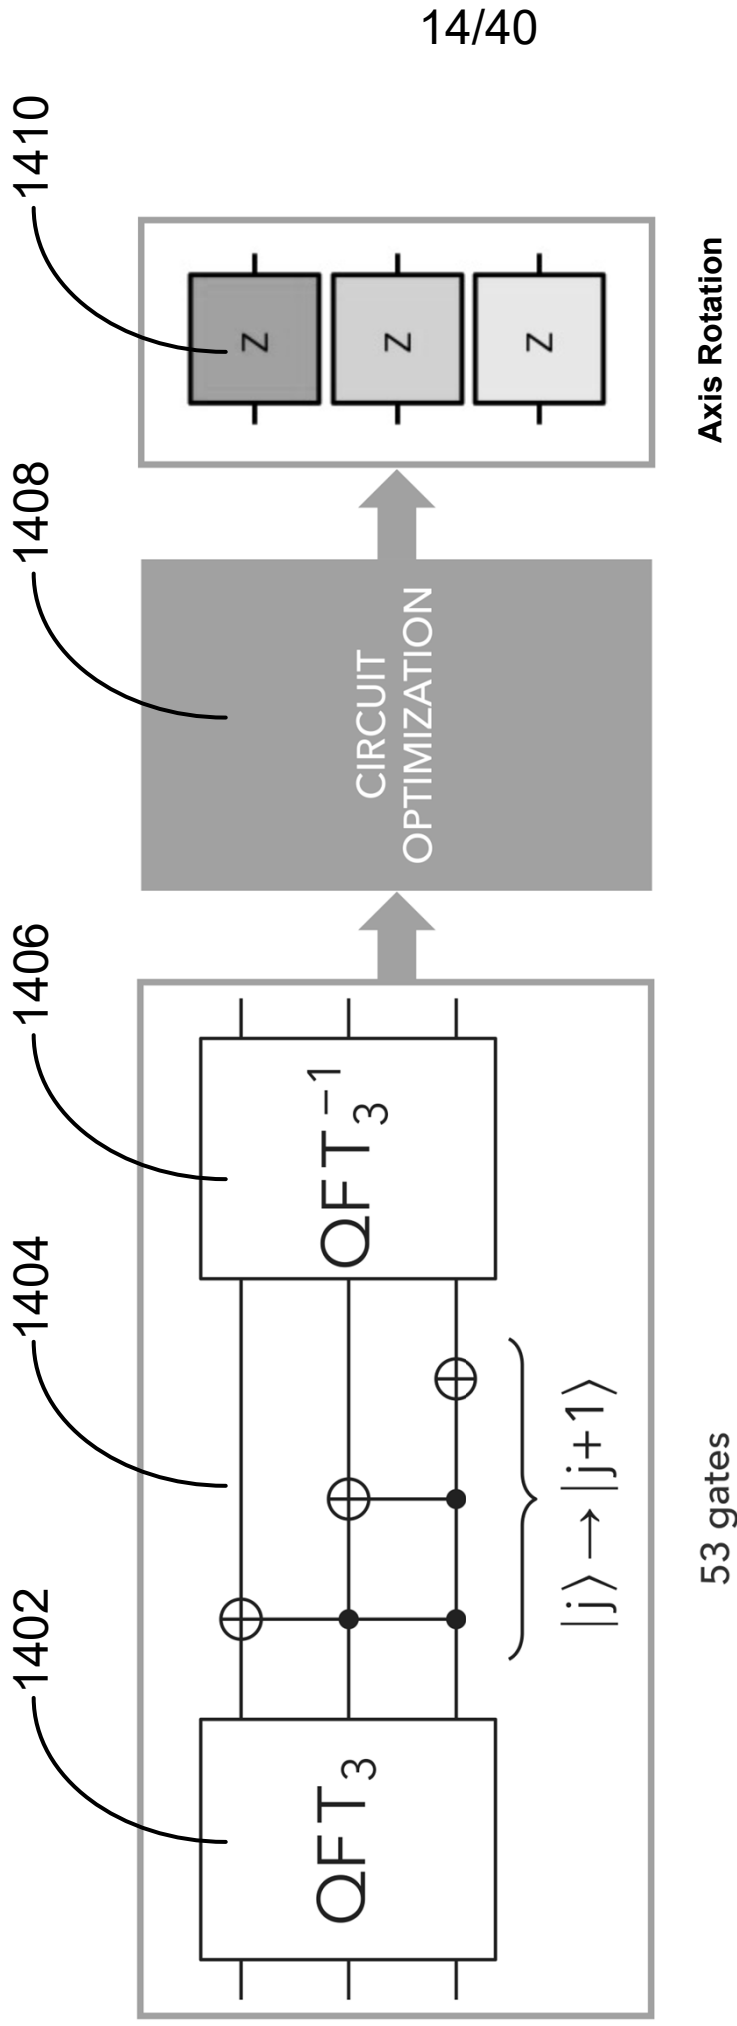 14/40
1402
1404
1406
1408
1410
QFT₃
QFT₃⁻¹
|j⟩→|j+1⟩
53 gates
CIRCUIT
OPTIMIZATION
Z
Z
Z
Axis Rotation